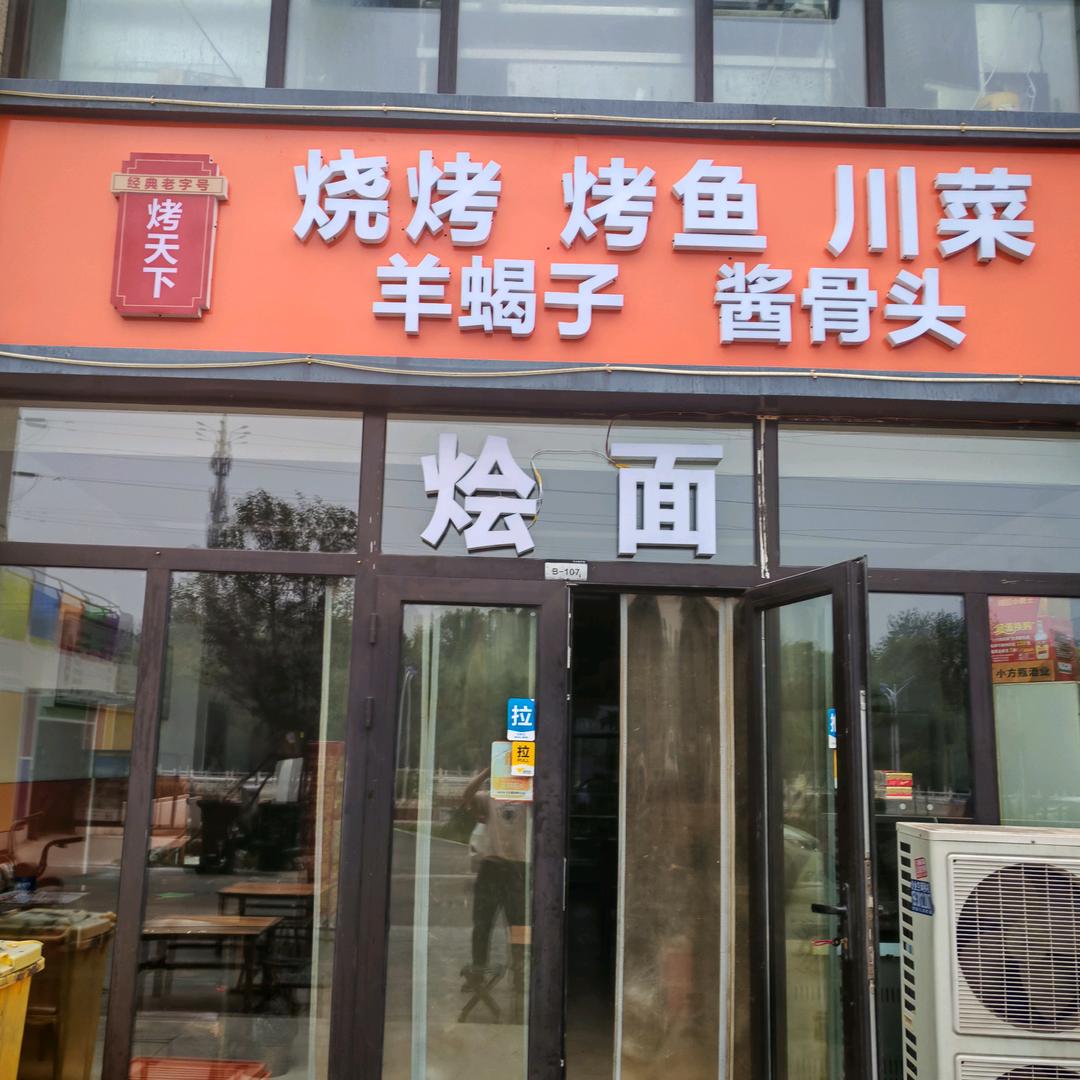 经典老字号
烤天下
烧烤 烤鱼 川菜
羊蝎子 酱骨头
烩面
B-107
拉
拉
小方瓶酒业